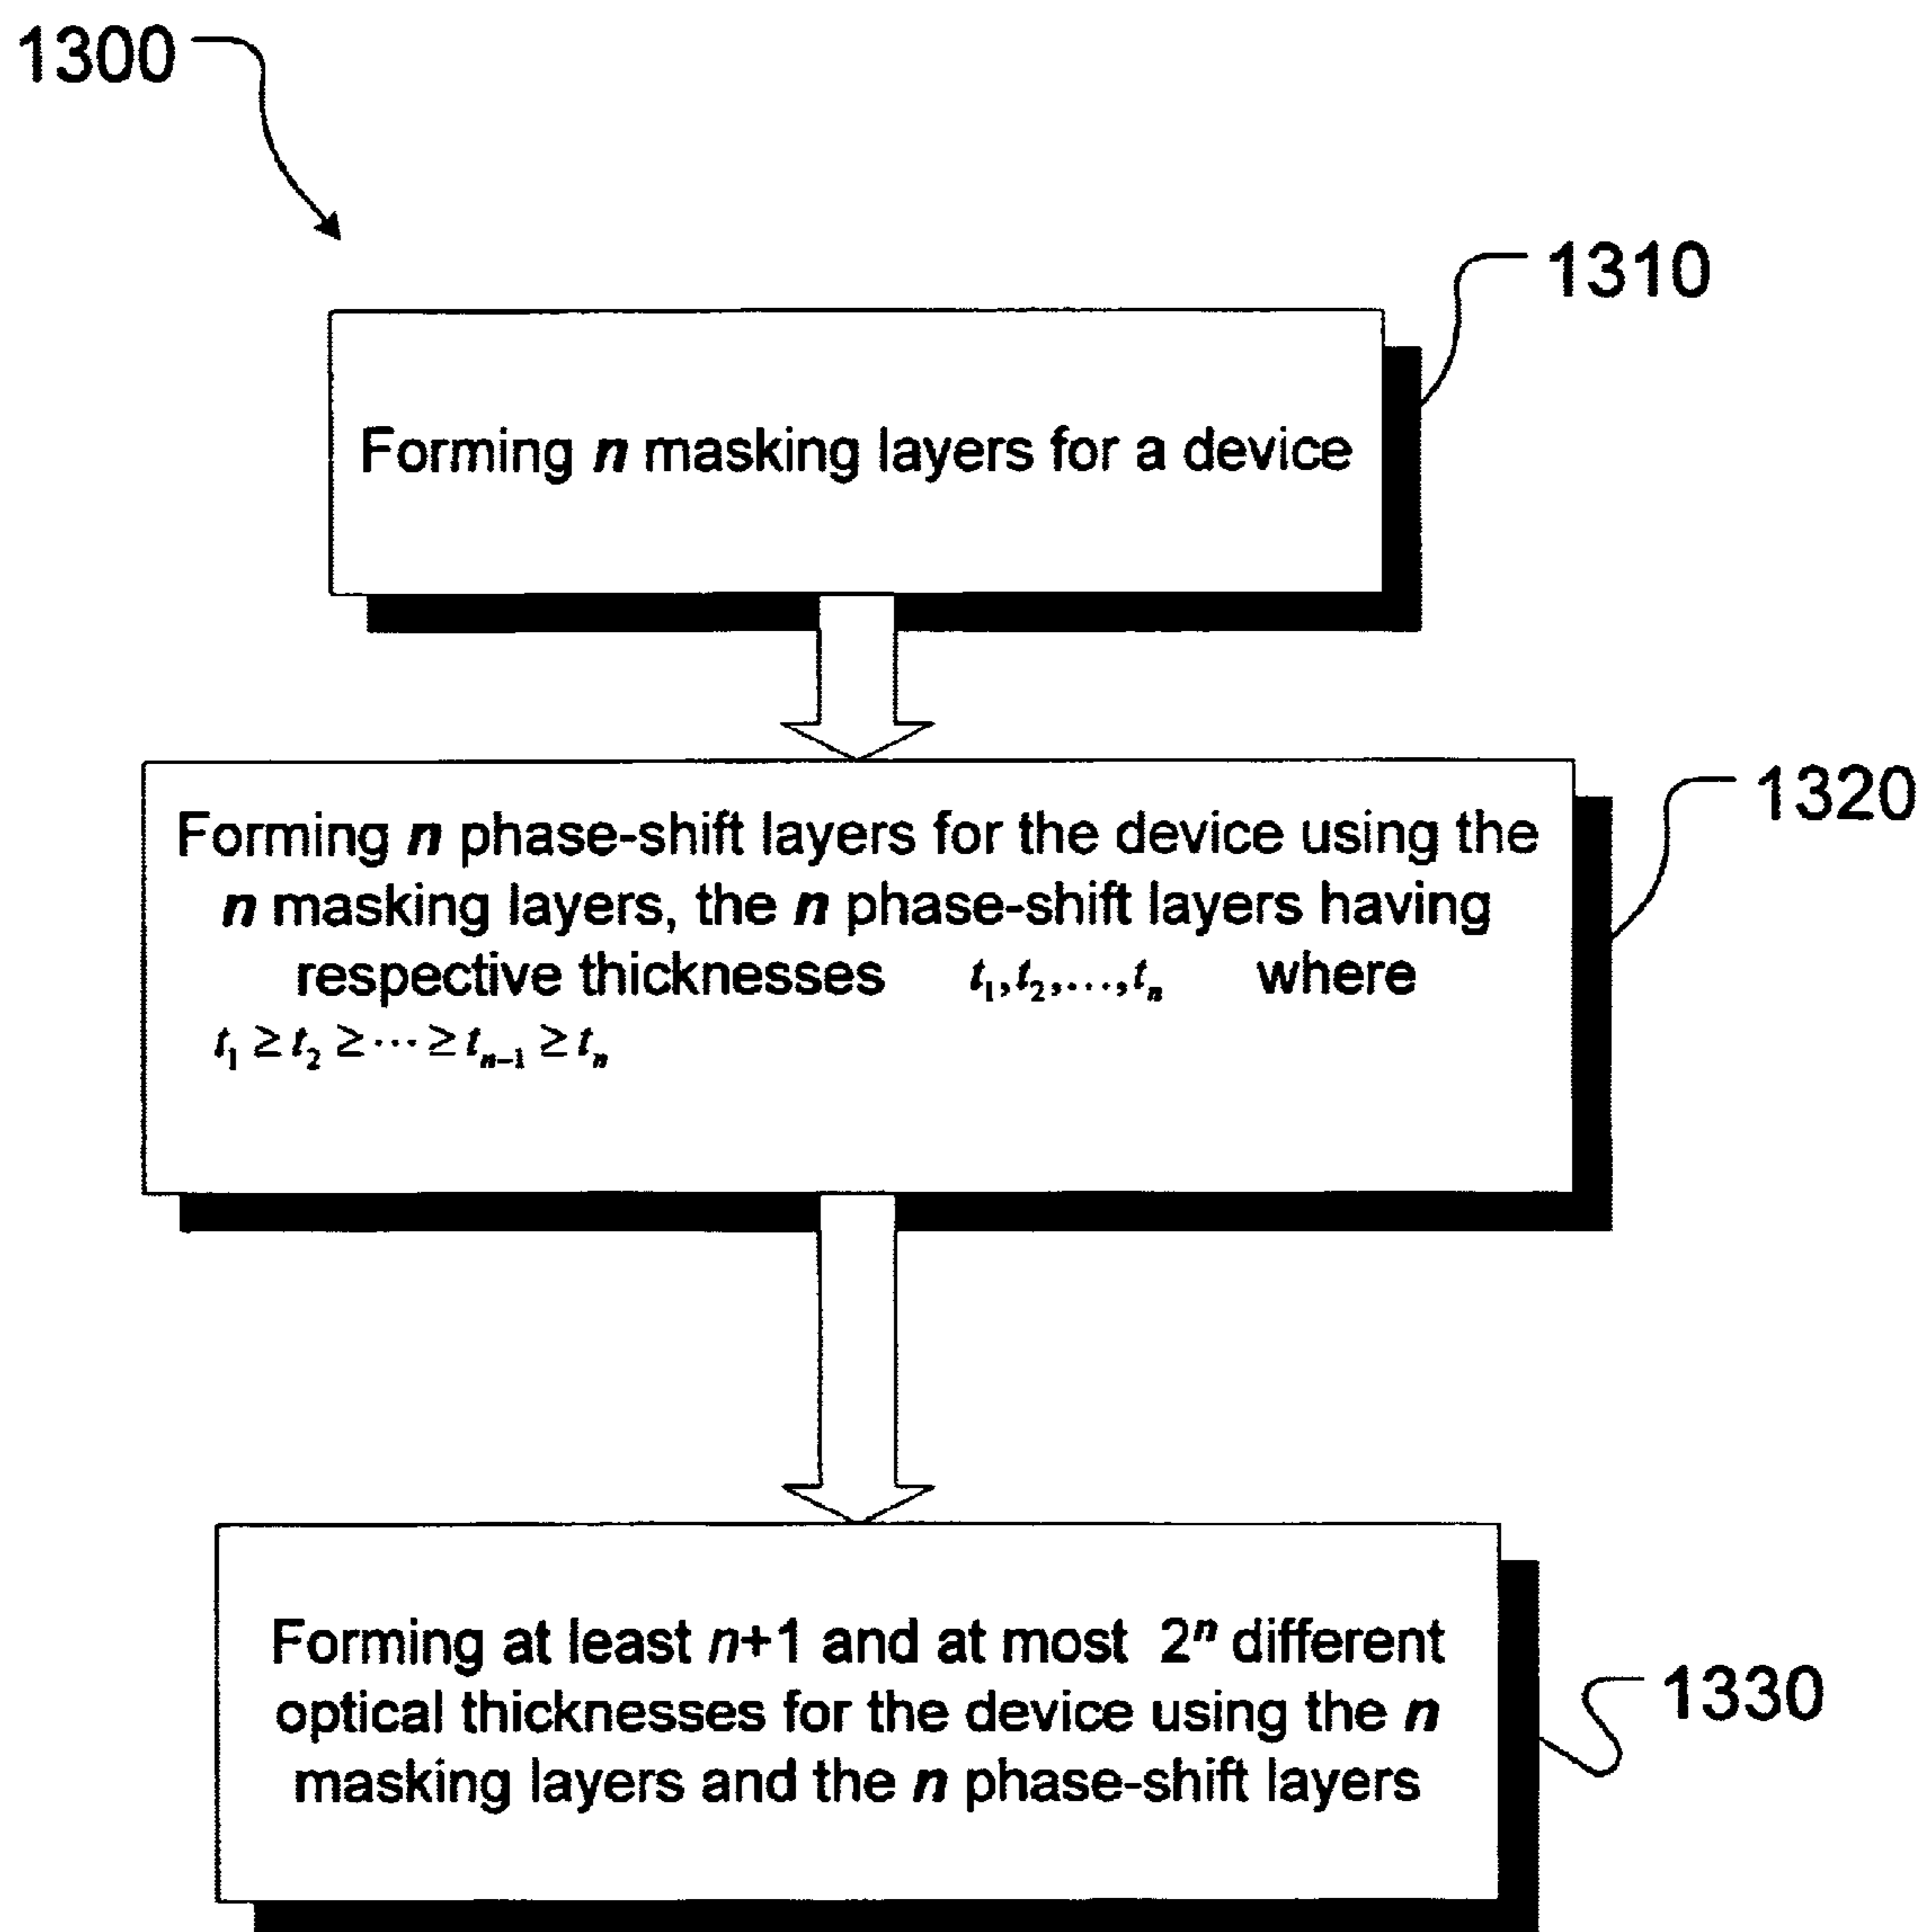 1300
1310
Forming n masking layers for a device
1320
Forming n phase-shift layers for the device using the
n masking layers, the n phase-shift layers having
respective thicknesses t₁,t₂,…,tₙ where
t₁ ≥ t₂ ≥ ⋯ ≥ tₙ₋₁ ≥ tₙ
Forming at least n+1 and at most 2ⁿ different
optical thicknesses for the device using the n
masking layers and the n phase-shift layers
1330